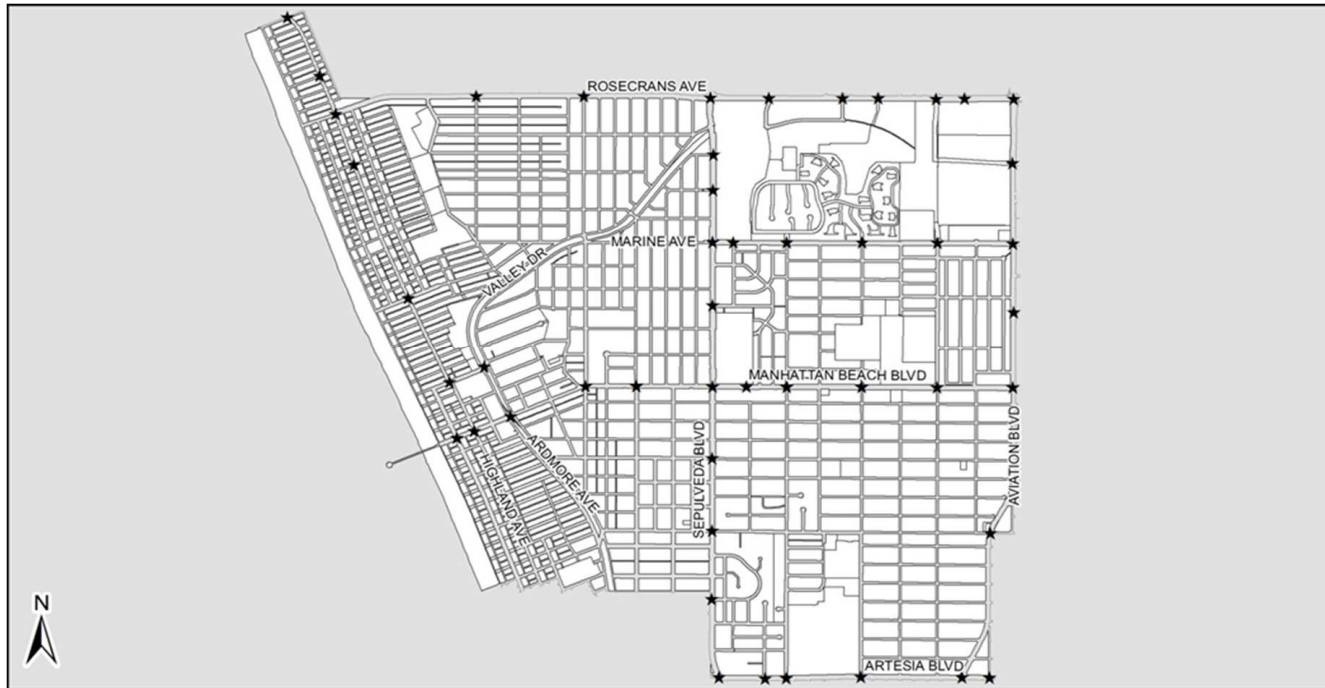 ROSECRANS AVE
MARINE AVE
VALLEY DR
MANHATTAN BEACH BLVD
SEPULVEDA BLVD
AVIATION BLVD
ARDMORE AVE
HIGHLAND AVE
N
ARTESIA BLVD